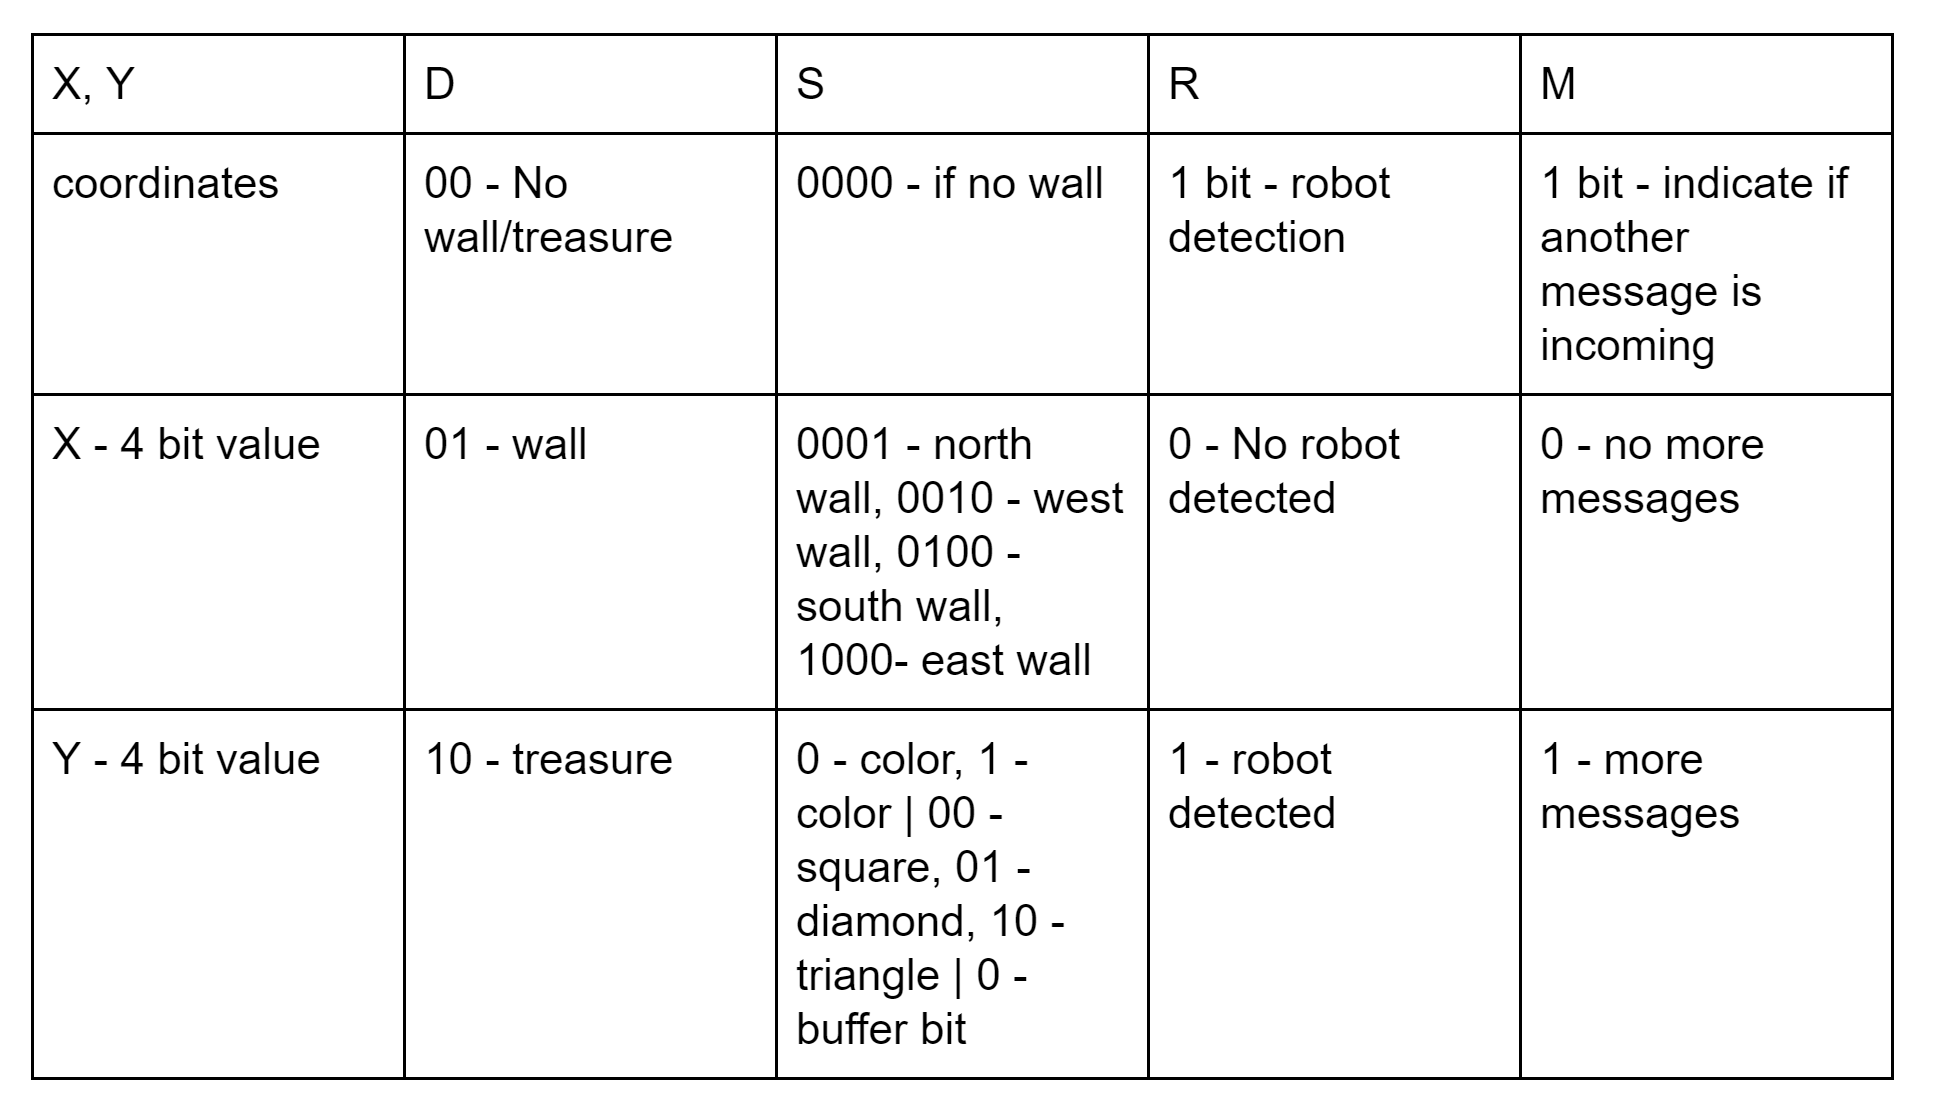 X, Y
D
S
R
M
coordinates
00 - No
wall/treasure
0000 - if no wall
1 bit - robot
detection
1 bit - indicate if
another
message is
incoming
X - 4 bit value
01 - wall
0001 - north
wall, 0010 - west
wall, 0100 -
south wall,
1000- east wall
0 - No robot
detected
0 - no more
messages
Y - 4 bit value
10 - treasure
0 - color, 1 -
color | 00 -
square, 01 -
diamond, 10 -
triangle | 0 -
buffer bit
1 - robot
detected
1 - more
messages